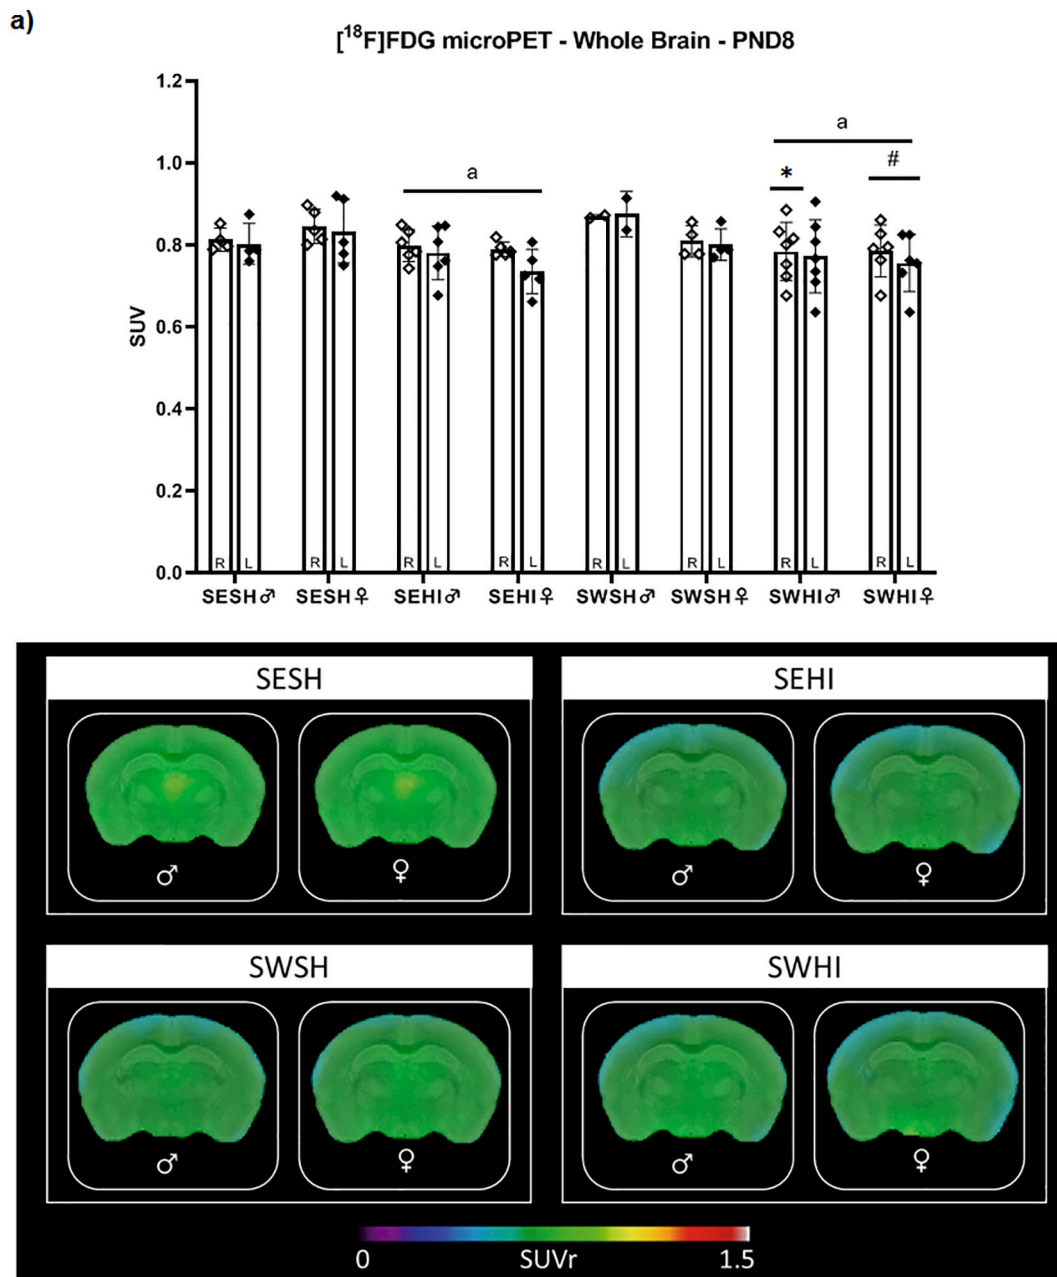 a)
[18F]FDG microPET - Whole Brain - PND8
1.2
a
1.0
#
*
a
0.8
SUV
0.6
0.4
0.2
R L R L R L R L R L R L R L R L
0.0
SESH♂ SESH♀ SEHI♂ SEHI♀ SWSH♂ SWSH♀ SWHI♂ SWHI♀
SESH SEHI
♂ ♀ ♂ ♀
SWSH SWHI
♂ ♀ ♂ ♀
0 SUVr 1.5